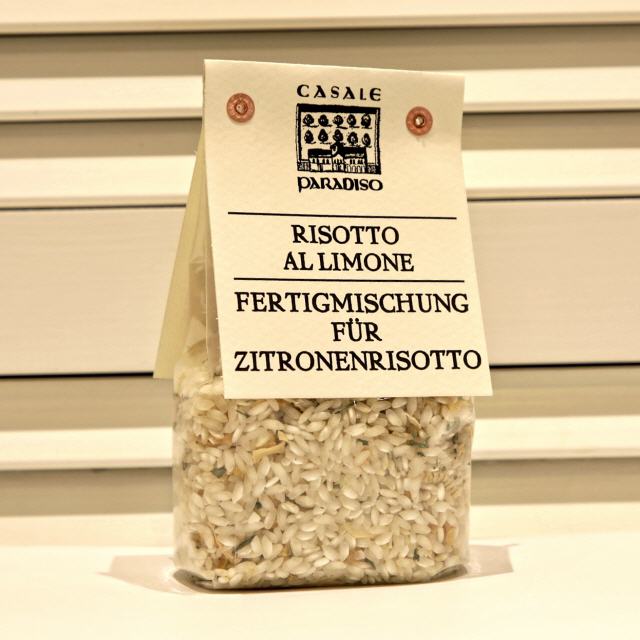 CASALE
PARADISO
RISOTTO
AL LIMONE
FERTIGMISCHUNG
FÜR
ZITRONENRISOTTO